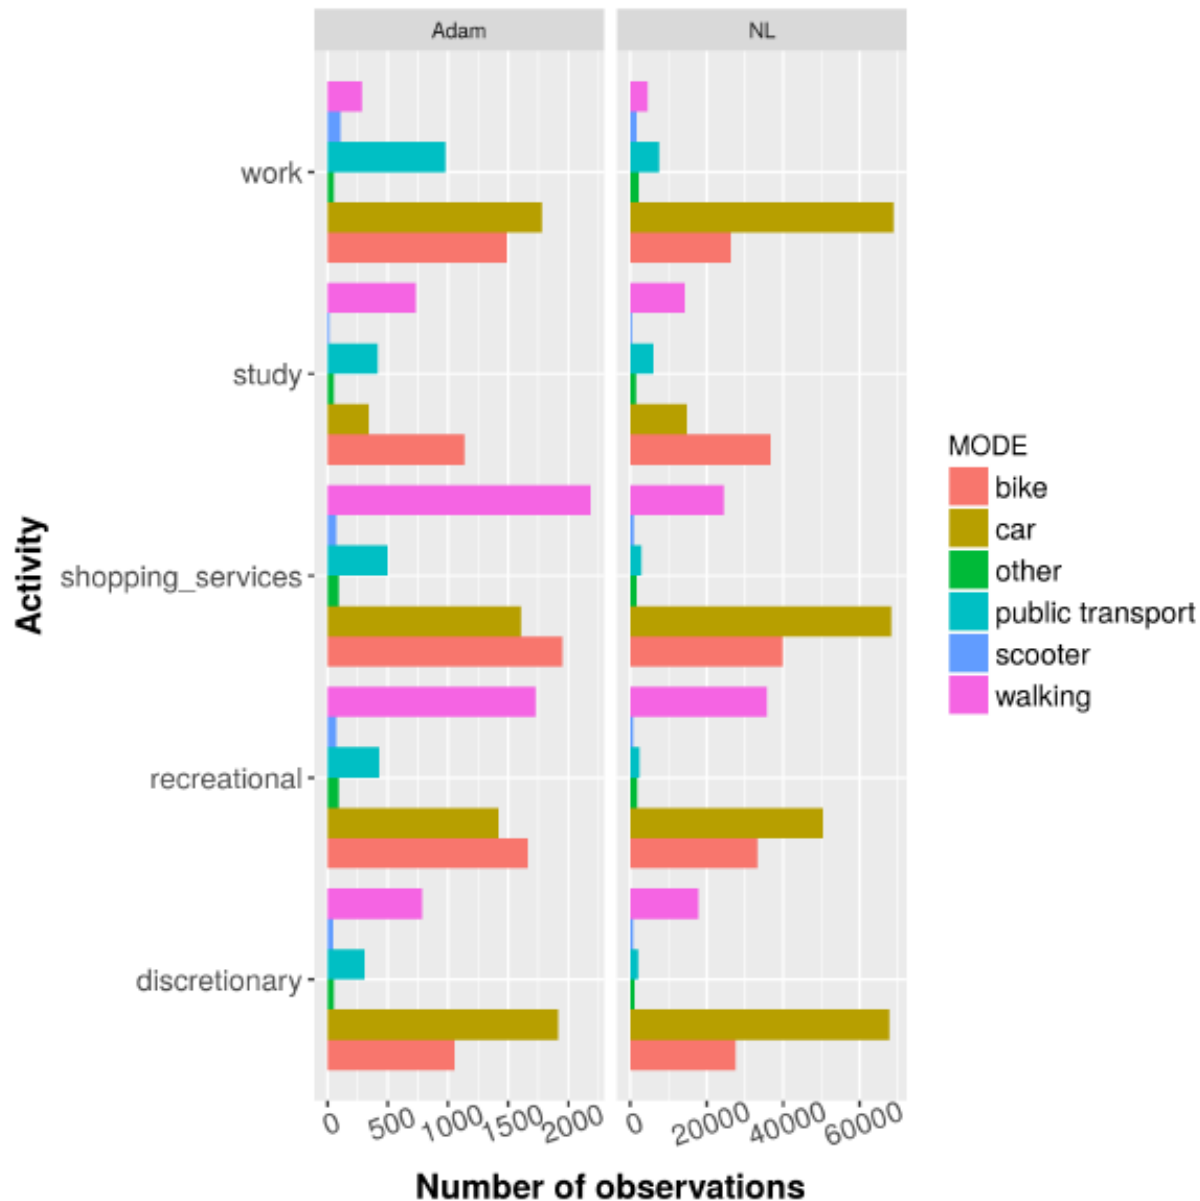 Adam NL
work
study
shopping_services
recreational
discretionary
Activity
0 500 1000 1500 2000 0 20000 40000 60000
Number of observations
MODE
bike
car
other
public transport
scooter
walking